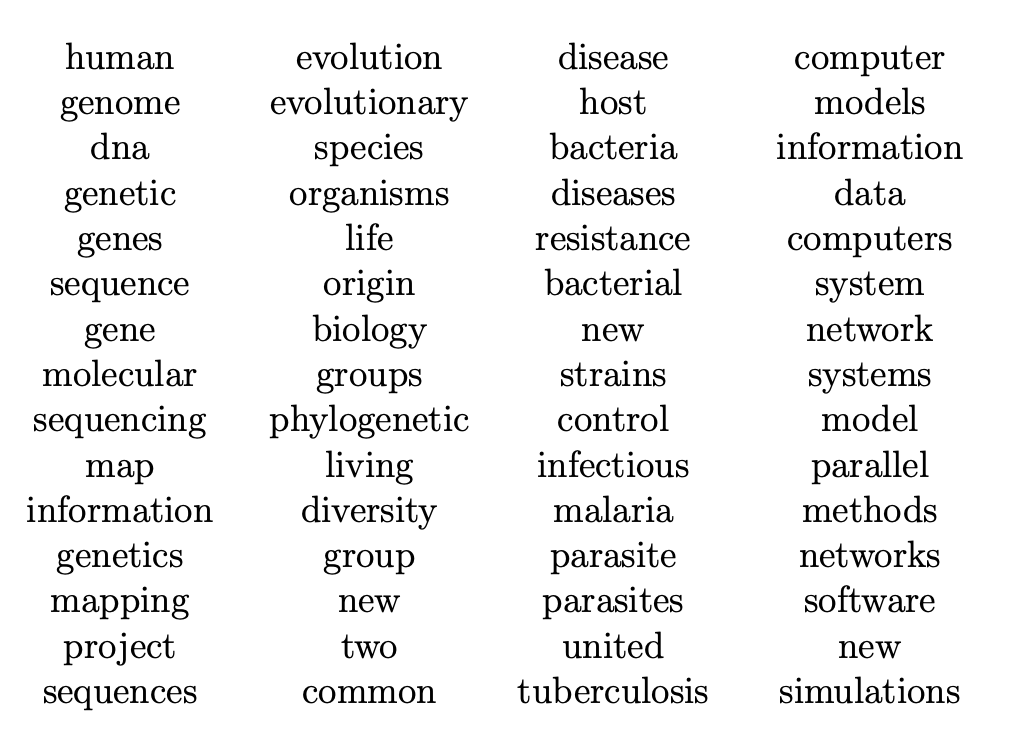 human evolution disease computer
genome evolutionary host models
dna species bacteria information
genetic organisms diseases data
genes life resistance computers
sequence origin bacterial system
gene biology new network
molecular groups strains systems
sequencing phylogenetic control model
map living infectious parallel
information diversity malaria methods
genetics group parasite networks
mapping new parasites software
project two united new
sequences common tuberculosis simulations